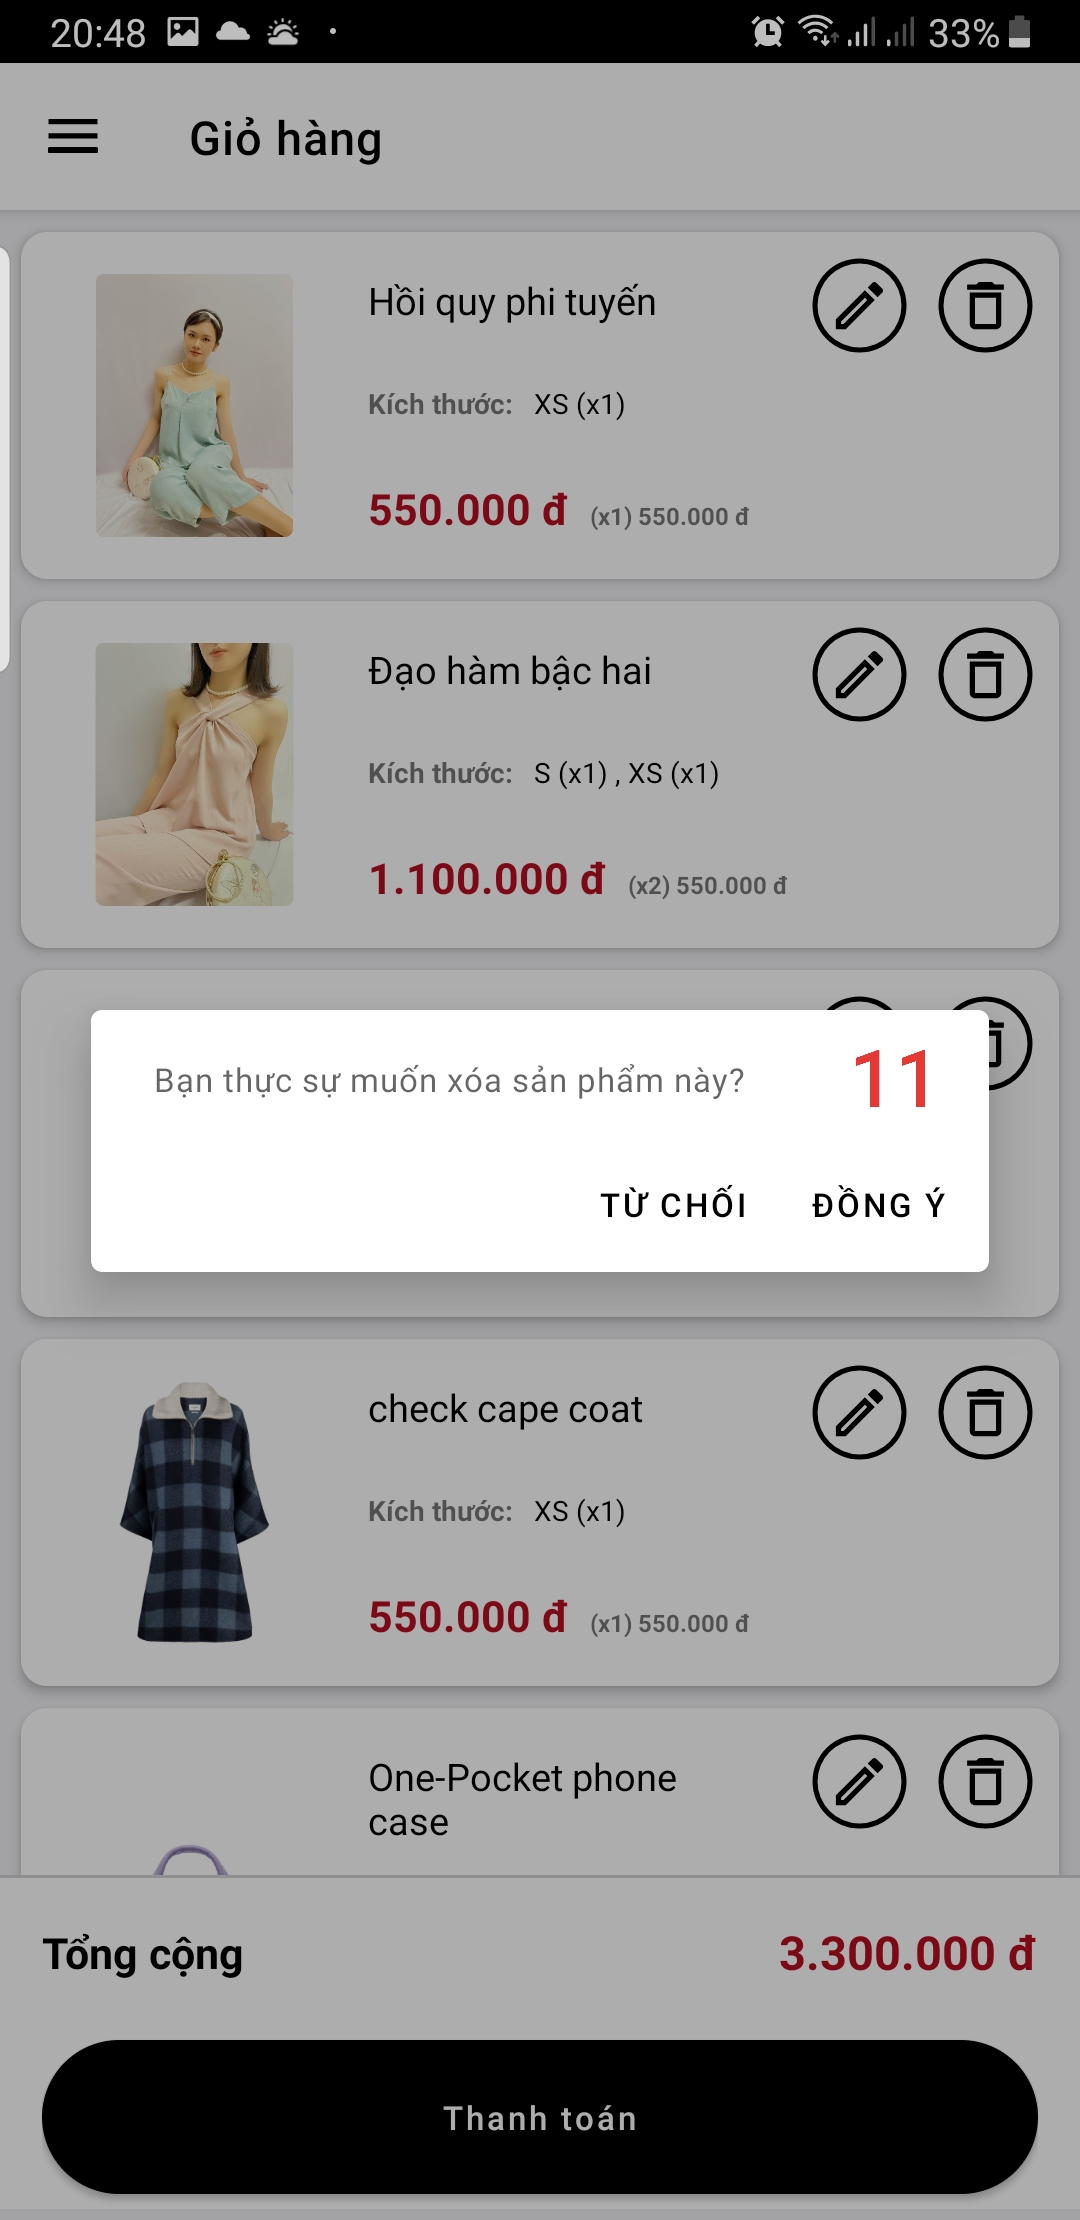 20:48
33%
Giỏ hàng
Hồi quy phi tuyến
Kích thước: XS (x1)
550.000 đ (x1) 550.000 đ
Đạo hàm bậc hai
Kích thước: S (x1) , XS (x1)
1.100.000 đ (x2) 550.000 đ
Bạn thực sự muốn xóa sản phẩm này?
11
TỪ CHỐI ĐỒNG Ý
check cape coat
Kích thước: XS (x1)
550.000 đ (x1) 550.000 đ
One-Pocket phone
case
Tổng cộng 3.300.000 đ
Thanh toán